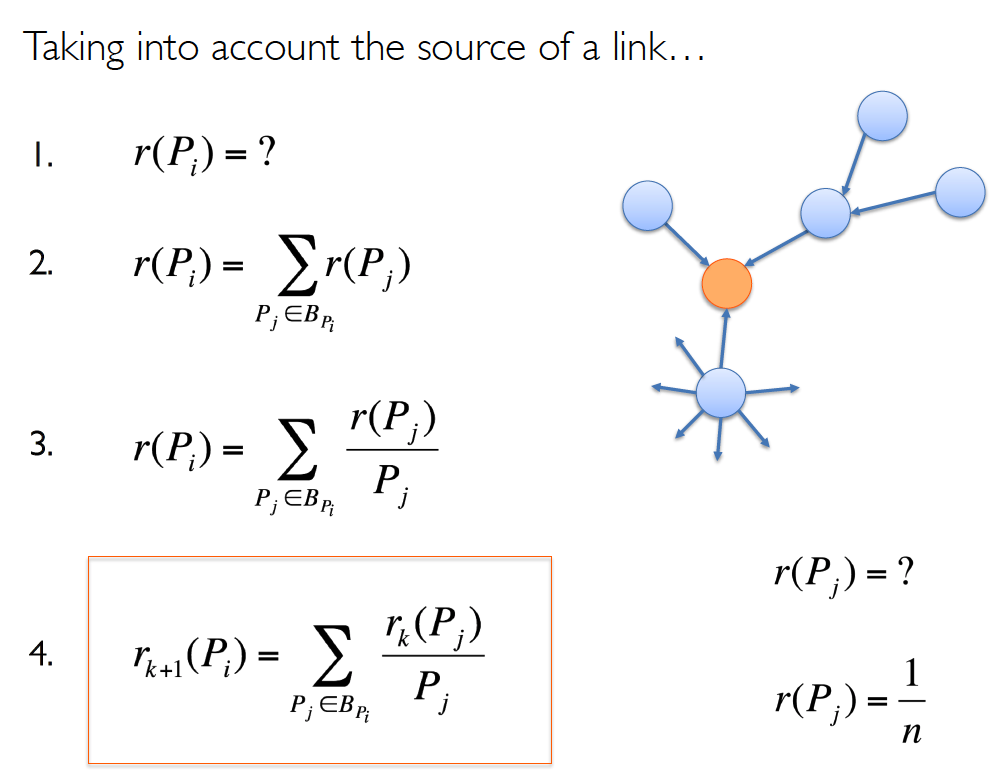 Taking into account the source of a link…
1. r(P_i) = ?
2. r(P_i) = ∑_{P_j ∈ B_{P_i}} r(P_j)
3. r(P_i) = ∑_{P_j ∈ B_{P_i}} r(P_j) / P_j
4. r_{k+1}(P_i) = ∑_{P_j ∈ B_{P_i}} r_k(P_j) / P_j
r(P_j) = ?
r(P_j) = 1 / n